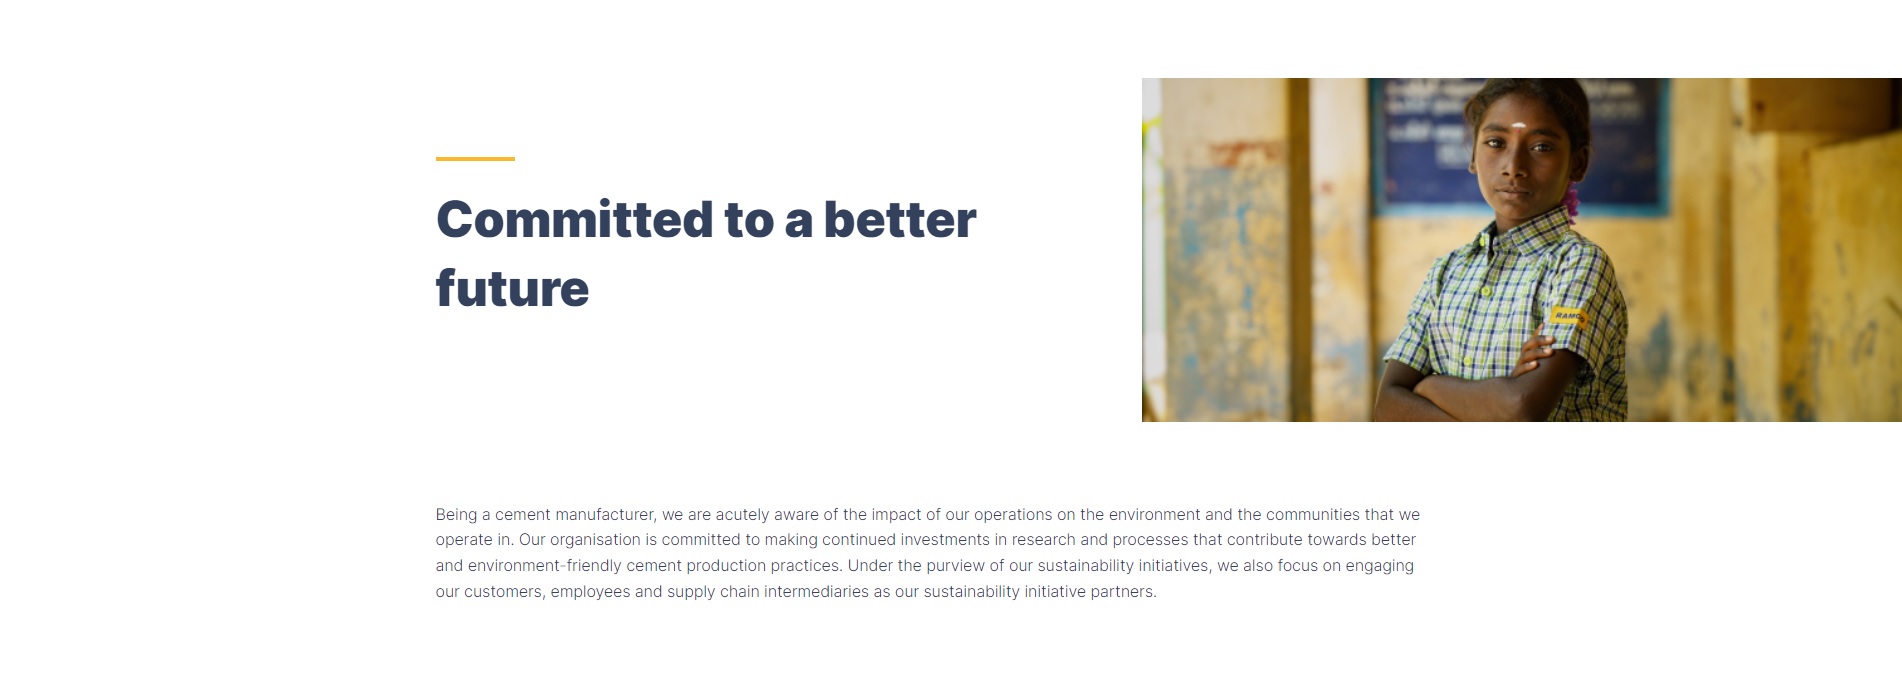 Committed to a better
future
RAMCO
Being a cement manufacturer, we are acutely aware of the impact of our operations on the environment and the communities that we
operate in. Our organisation is committed to making continued investments in research and processes that contribute towards better
and environment-friendly cement production practices. Under the purview of our sustainability initiatives, we also focus on engaging
our customers, employees and supply chain intermediaries as our sustainability initiative partners.